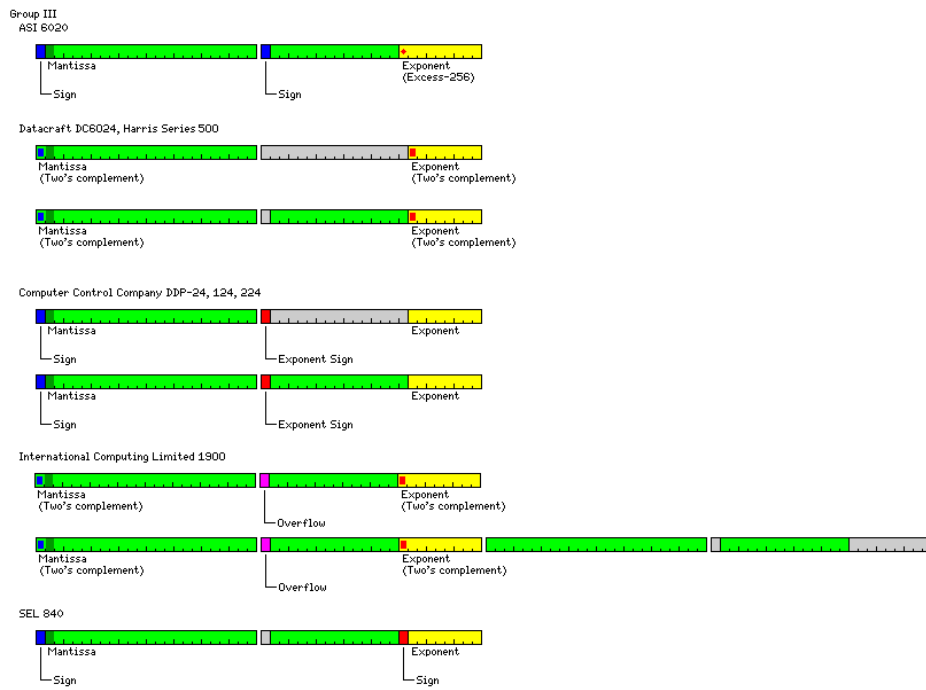 Group III
ASI 6020
Mantissa
Exponent
(Excess-256)
Sign
Sign
Datacraft DC6024, Harris Series 500
Mantissa
(Two's complement)
Exponent
(Two's complement)
Mantissa
(Two's complement)
Exponent
(Two's complement)
Computer Control Company DDP-24, 124, 224
Mantissa
Exponent
Sign
Exponent Sign
Mantissa
Exponent
Sign
Exponent Sign
International Computing Limited 1900
Mantissa
(Two's complement)
Exponent
(Two's complement)
Overflow
Mantissa
(Two's complement)
Exponent
(Two's complement)
Overflow
SEL 840
Mantissa
Exponent
Sign
Sign